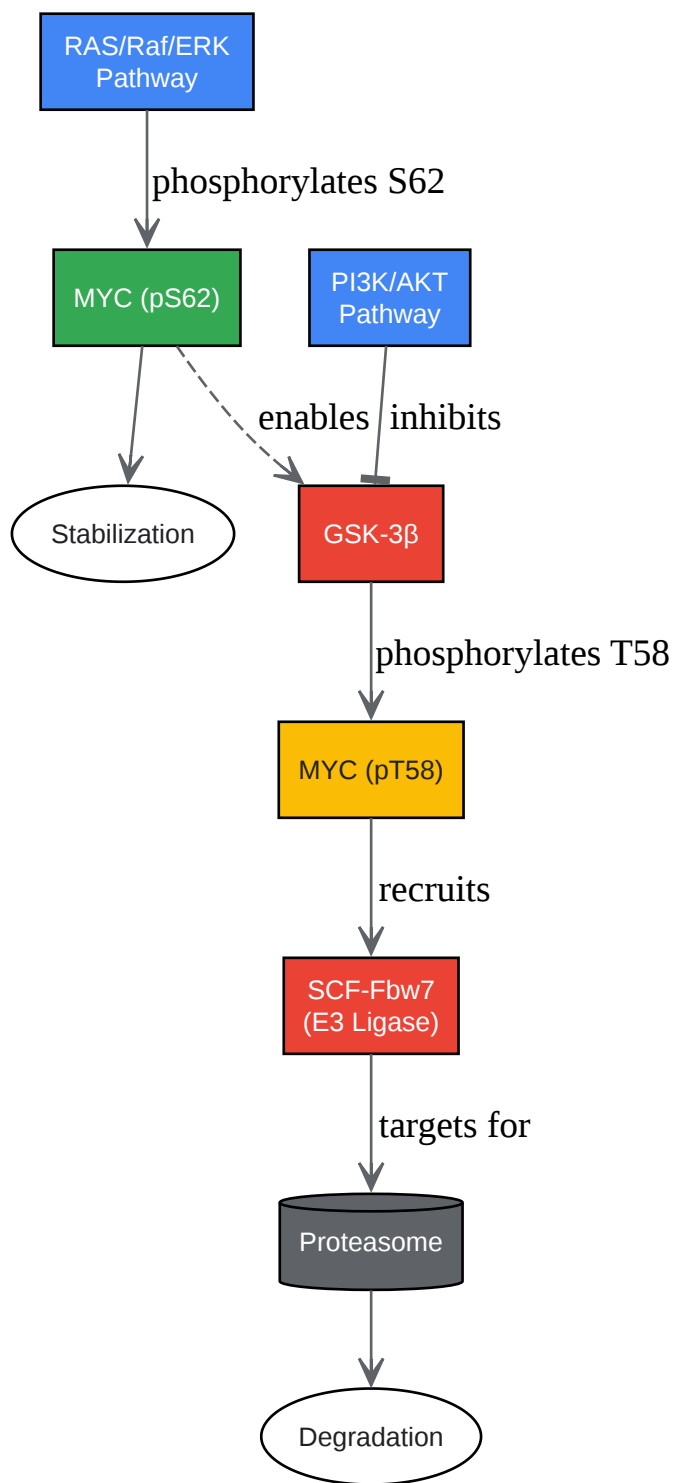 RAS/Raf/ERK
Pathway
phosphorylates S62
MYC (pS62)
PI3K/AKT
Pathway
enables
inhibits
Stabilization
GSK-3β
phosphorylates T58
MYC (pT58)
recruits
SCF-Fbw7
(E3 Ligase)
targets for
Proteasome
Degradation